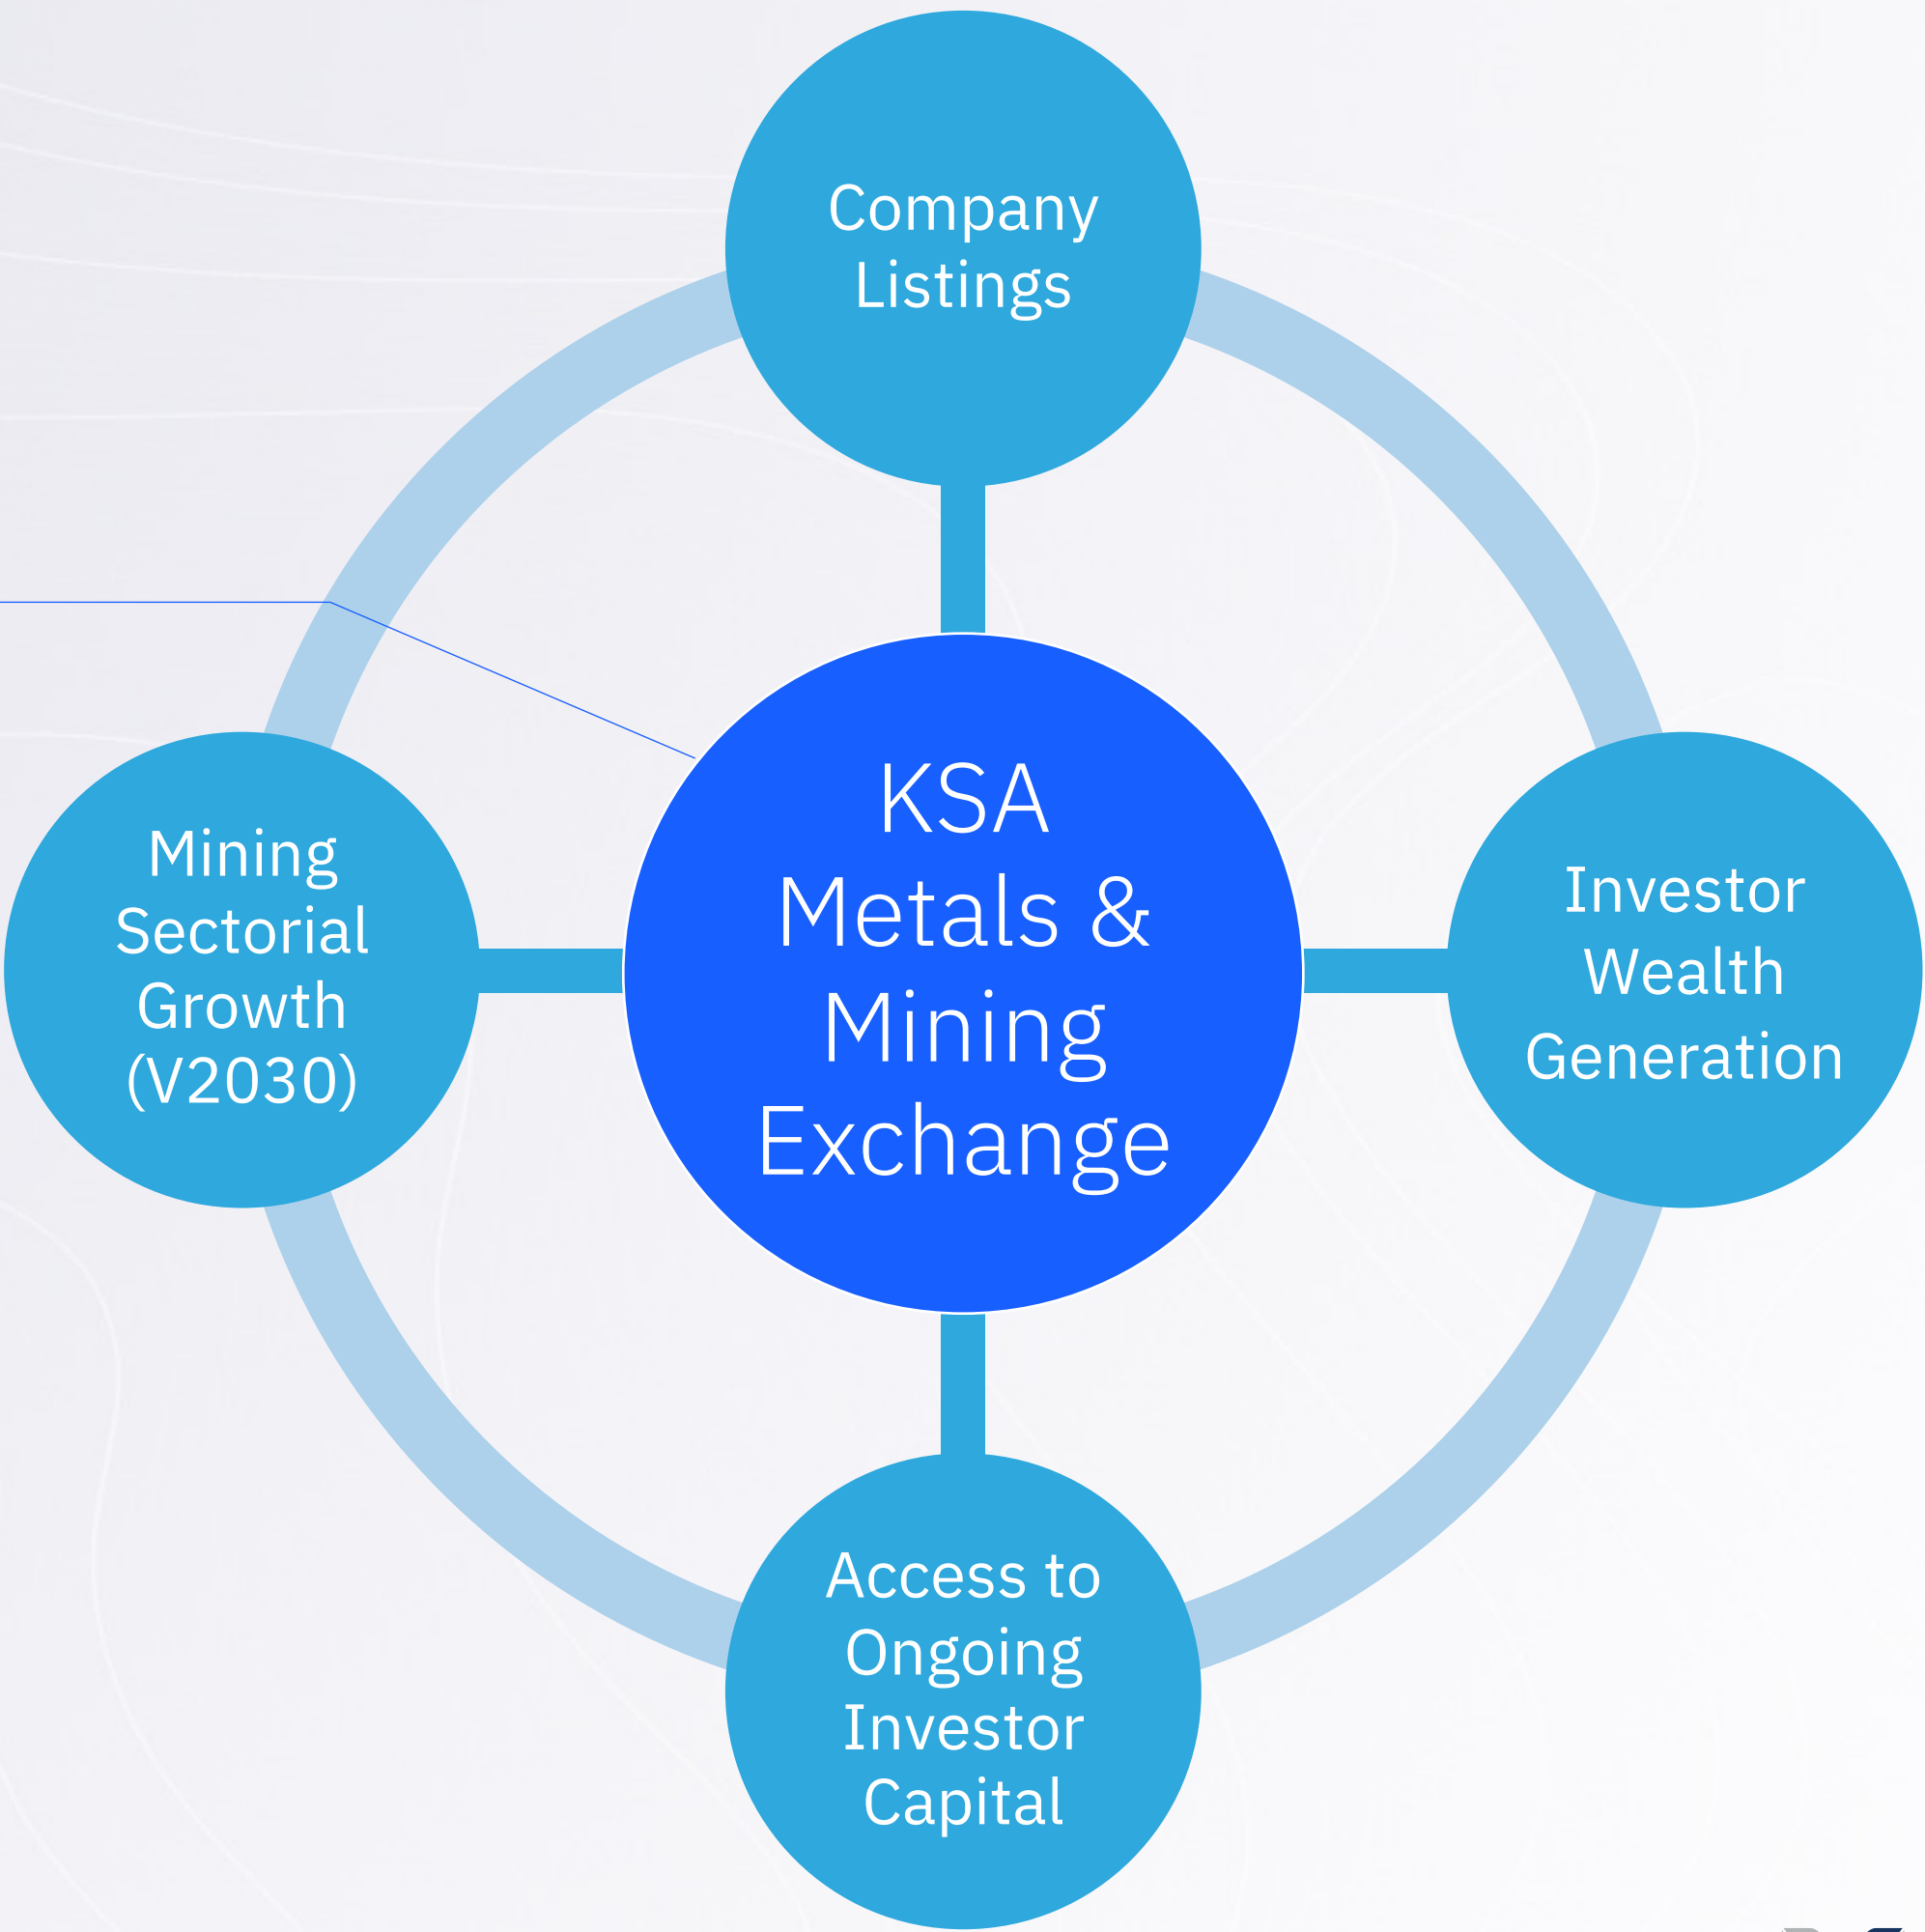 Company
Listings
KSA
Metals &
Mining
Exchange
Mining
Sectorial
Growth
(V2030)
Investor
Wealth
Generation
Access to
Ongoing
Investor
Capital